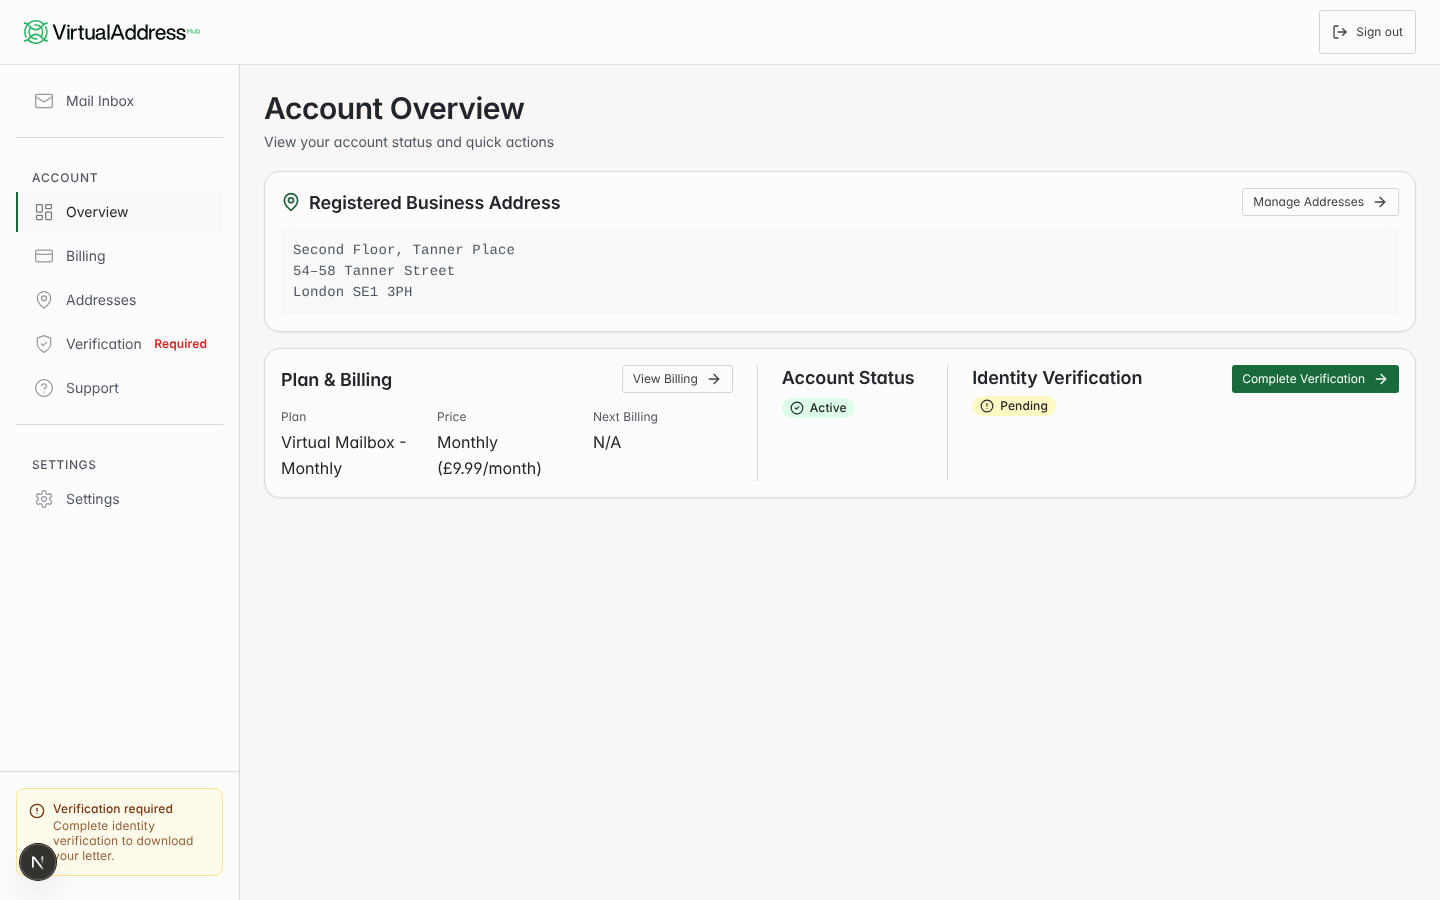 VirtualAddress Hub
Sign out
Mail Inbox
ACCOUNT
Overview
Billing
Addresses
Verification Required
Support
SETTINGS
Settings
Verification required
Complete identity
verification to download
your letter.
N
Account Overview
View your account status and quick actions
Registered Business Address
Manage Addresses
Second Floor, Tanner Place
54–58 Tanner Street
London SE1 3PH
Plan & Billing
View Billing
Plan
Virtual Mailbox -
Monthly
Price
Monthly
(£9.99/month)
Next Billing
N/A
Account Status
Active
Identity Verification
Pending
Complete Verification